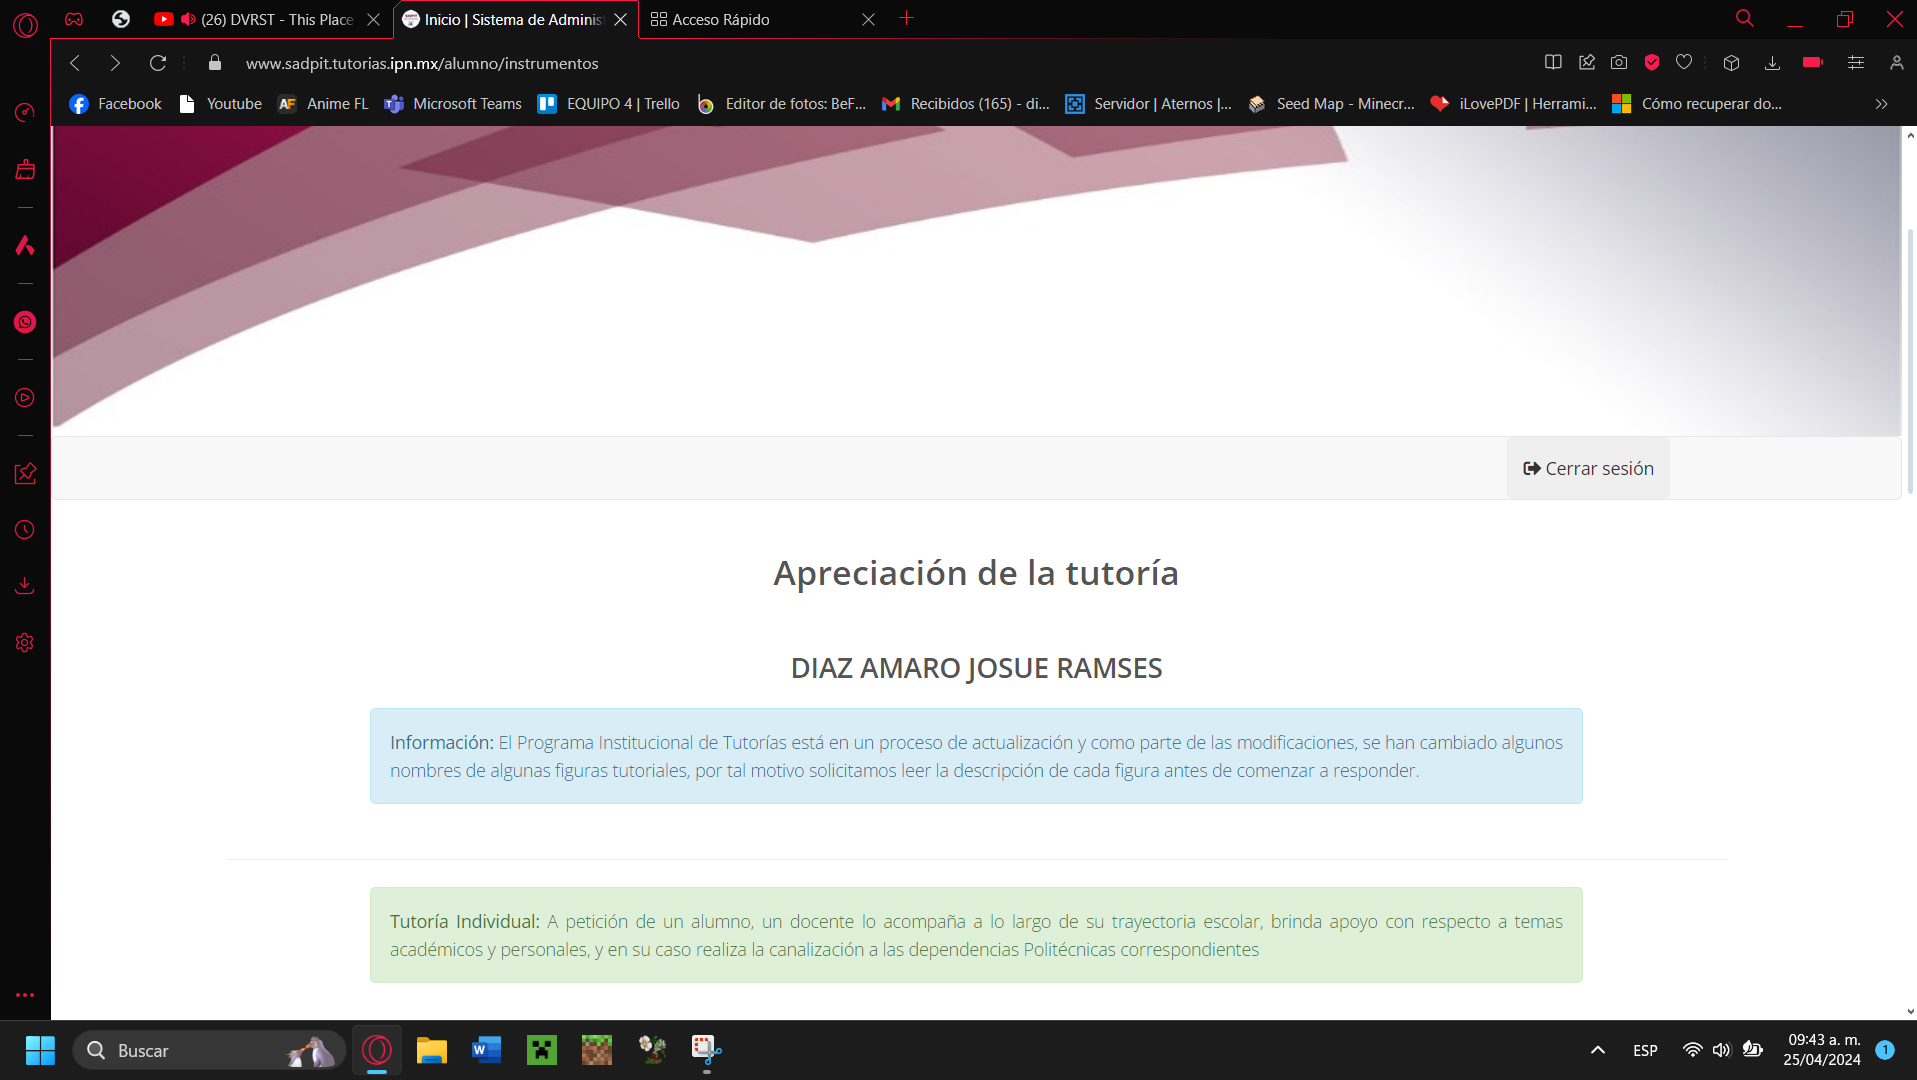 (26) DVRST - This Place
Inicio | Sistema de Adminis
Acceso Rápido
www.sadpit.tutorias.ipn.mx/alumno/instrumentos
Facebook
Youtube
AF
Anime FL
Microsoft Teams
EQUIPO 4 | Trello
Editor de fotos: BeF...
Recibidos (165) - di...
Servidor | Aternos |...
Seed Map - Minecr...
iLovePDF | Herrami...
Cómo recuperar do...
Cerrar sesión
Apreciación de la tutoría
DIAZ AMARO JOSUE RAMSES
Información: El Programa Institucional de Tutorías está en un proceso de actualización y como parte de las modificaciones, se han cambiado algunos
nombres de algunas figuras tutoriales, por tal motivo solicitamos leer la descripción de cada figura antes de comenzar a responder.
Tutoría Individual: A petición de un alumno, un docente lo acompaña a lo largo de su trayectoria escolar, brinda apoyo con respecto a temas
académicos y personales, y en su caso realiza la canalización a las dependencias Politécnicas correspondientes
Buscar
ESP
09:43 a. m.
25/04/2024
1